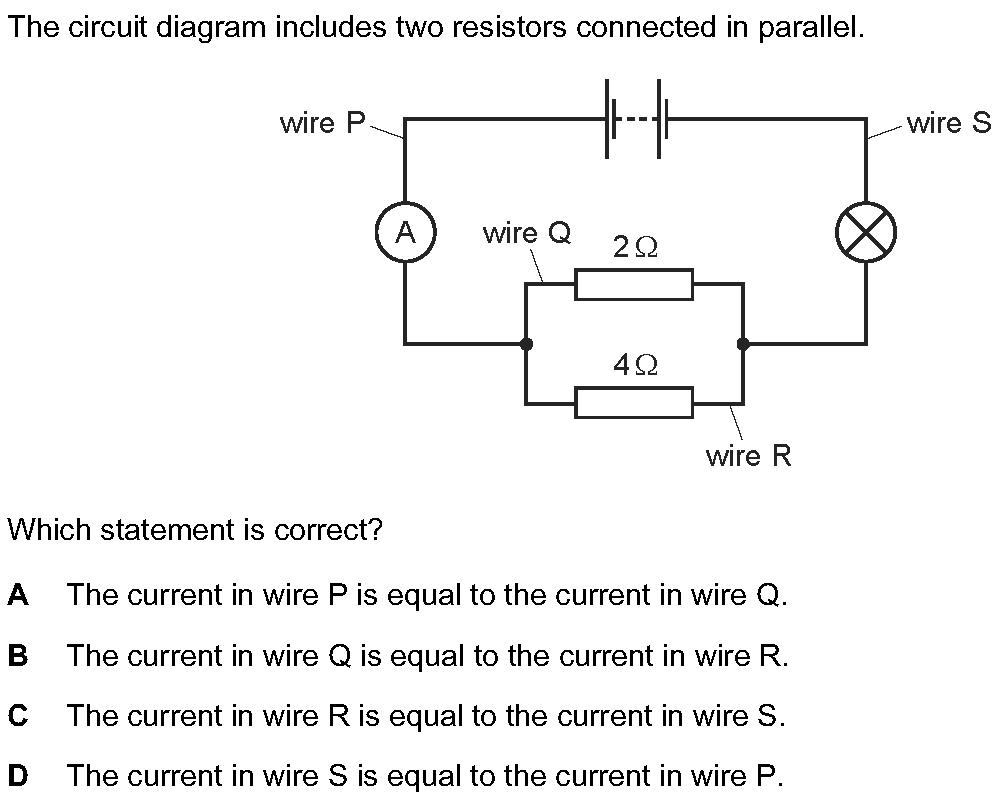 The circuit diagram includes two resistors connected in parallel.
wire P
wire S
A
wire Q
2 Ω
4 Ω
wire R
Which statement is correct?
A The current in wire P is equal to the current in wire Q.
B The current in wire Q is equal to the current in wire R.
C The current in wire R is equal to the current in wire S.
D The current in wire S is equal to the current in wire P.